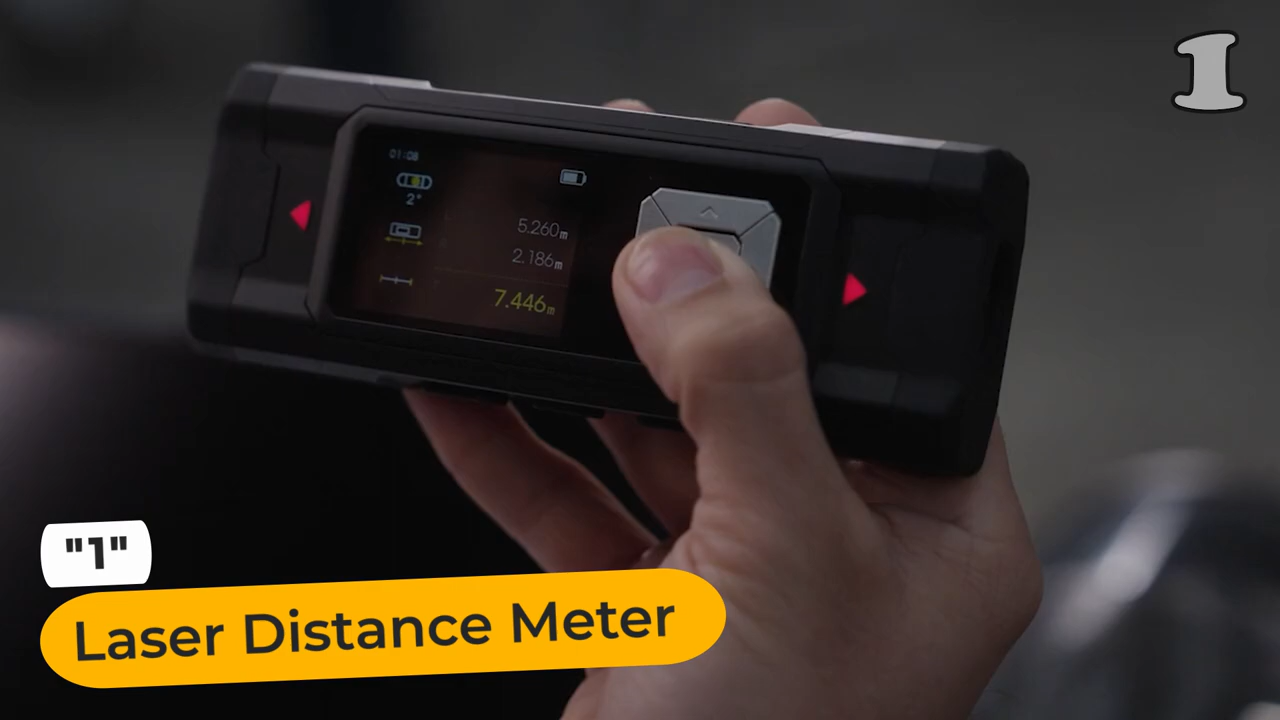 1
01:08
2°
5.260m
2.186m
7.446m
"1"
Laser Distance Meter